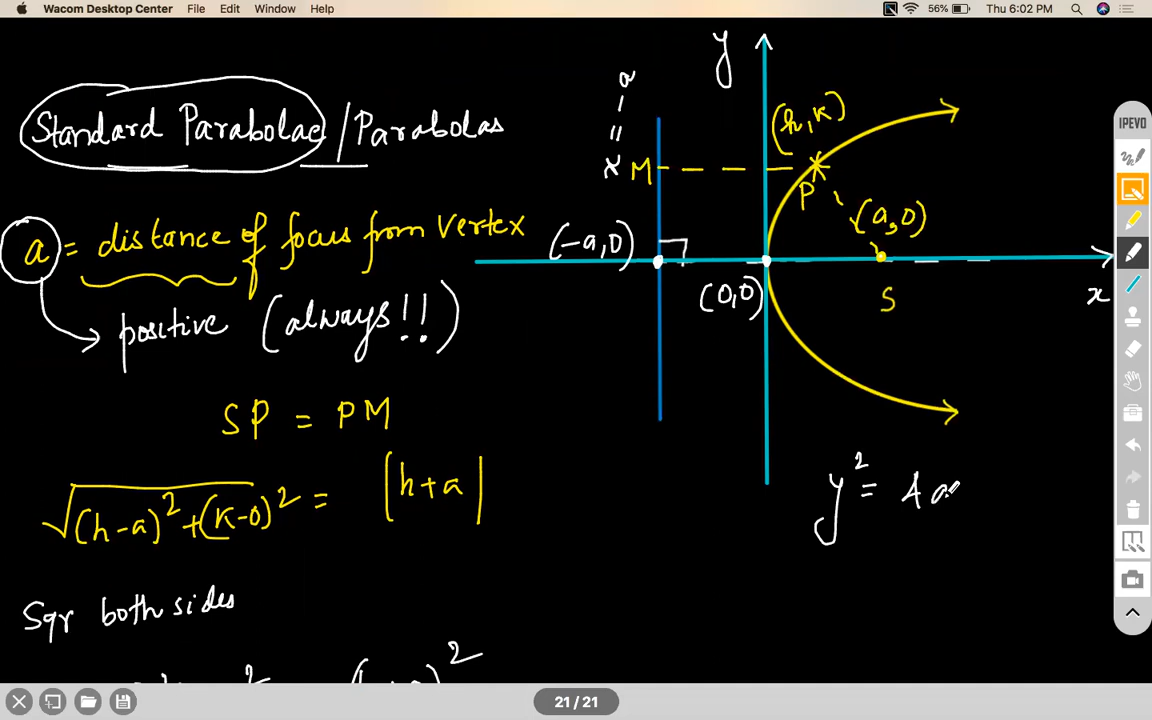 Wacom Desktop Center File Edit Window Help 56% Thu 6:02 PM
Standard Parabolae / Parabolas
a = distance of focus from vertex
positive (always!!)
SP = PM
√(h-a)²+(k-0)² = |h+a|
Sqr both sides
y
(h,k)
M
P
(a,0)
(-a,0)
(0,0)
S
x
y² = 4a
IPEVO
21 / 21